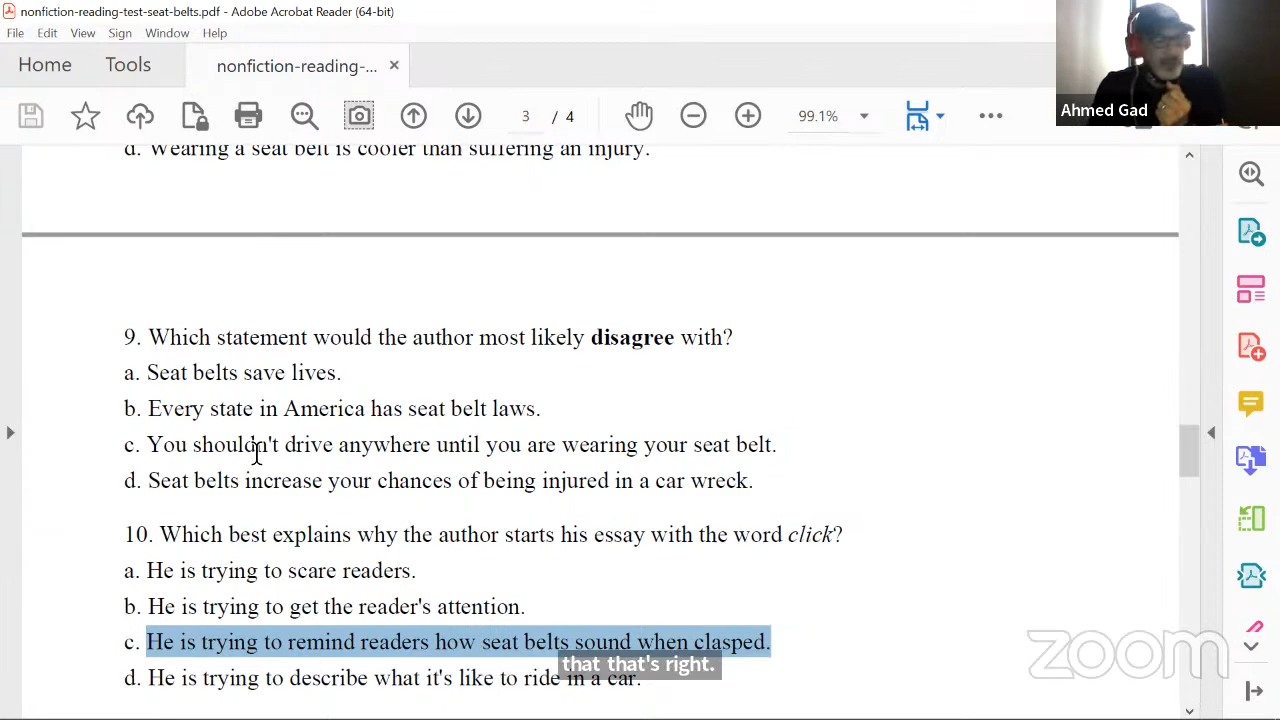 nonfiction-reading-test-seat-belts.pdf - Adobe Acrobat Reader (64-bit)
File Edit View Sign Window Help
Home Tools nonfiction-reading-... ×
3 / 4 99.1%
Ahmed Gad
d. Wearing a seat belt is cooler than suffering an injury.
9. Which statement would the author most likely disagree with?
a. Seat belts save lives.
b. Every state in America has seat belt laws.
c. You shouldn't drive anywhere until you are wearing your seat belt.
d. Seat belts increase your chances of being injured in a car wreck.
10. Which best explains why the author starts his essay with the word click?
a. He is trying to scare readers.
b. He is trying to get the reader's attention.
c. He is trying to remind readers how seat belts sound when clasped.
that that's right.
d. He is trying to describe what it's like to ride in a car.
zoom